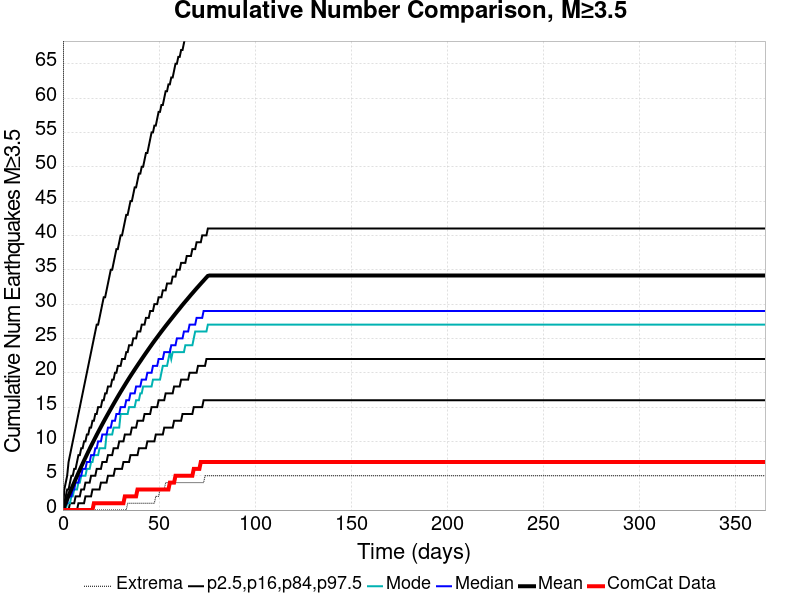 Cumulative Number Comparison, M≥3.5
Cumulative Num Earthquakes M≥3.5
65
60
55
50
45
40
35
30
25
20
15
10
5
0
0 50 100 150 200 250 300 350
Time (days)
Extrema p2.5,p16,p84,p97.5 Mode Median Mean ComCat Data